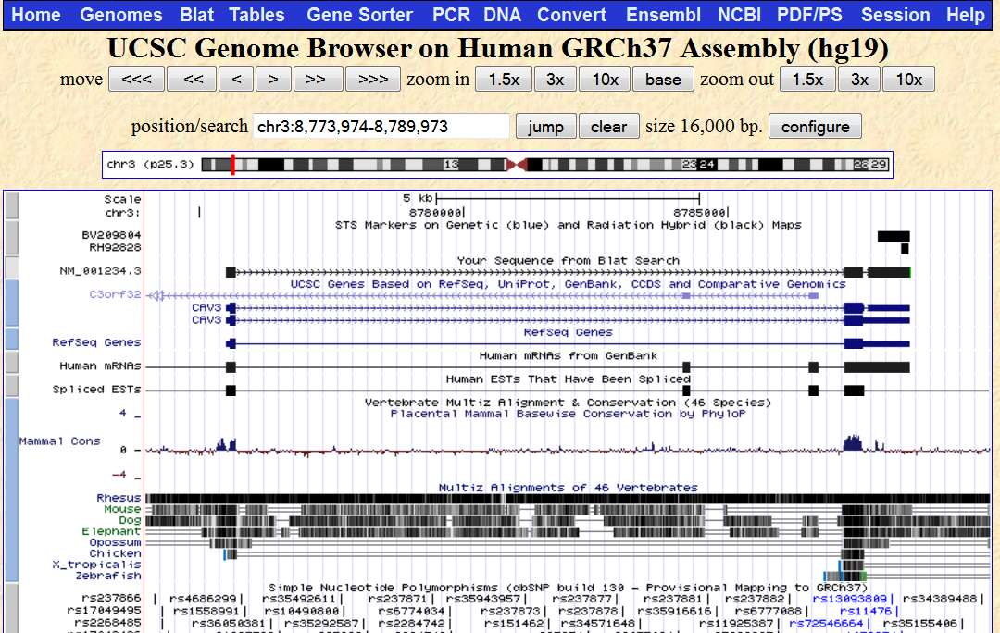 Home Genomes Blat Tables Gene Sorter PCR DNA Convert Ensembl NCBI PDF/PS Session Help
UCSC Genome Browser on Human GRCh37 Assembly (hg19)
move <<< << < > >> >>> zoom in 1.5x 3x 10x base zoom out 1.5x 3x 10x
position/search chr3:8,773,974-8,789,973 jump clear size 16,000 bp. configure
chr3 (p25.3) 13 23 24 28 29
Scale 5 kb
chr3: 8780000 8785000
STS Markers on Genetic (blue) and Radiation Hybrid (black) Maps
BV209804
RH92828
Your Sequence from Blat Search
NM_001234.3
UCSC Genes Based on RefSeq, UniProt, GenBank, CCDS and Comparative Genomics
C3orf32
CAV3
CAV3
RefSeq Genes
RefSeq Genes
Human mRNAs from GenBank
Human mRNAs
Human ESTs That Have Been Spliced
Spliced ESTs
Vertebrate Multiz Alignment & Conservation (46 Species)
Placental Mammal Basewise Conservation by PhyloP
4 _
Mammal Cons
0 -
-4 _
Multiz Alignments of 46 Vertebrates
Rhesus
Mouse
Dog
Elephant
Opossum
Chicken
X_tropicalis
Zebrafish
Simple Nucleotide Polymorphisms (dbSNP build 130 - Provisional Mapping to GRCh37)
rs237866 rs4686299 rs35492611 rs237871 rs35943957 rs237877 rs237881 rs237882 rs13093809 rs34389488
rs17049495 rs1558991 rs10490800 rs6774034 rs237873 rs237878 rs35916616 rs6777088 rs11476
rs2268485 rs36050381 rs35292587 rs2284742 rs151462 rs34571648 rs11925387 rs72546664 rs35155406